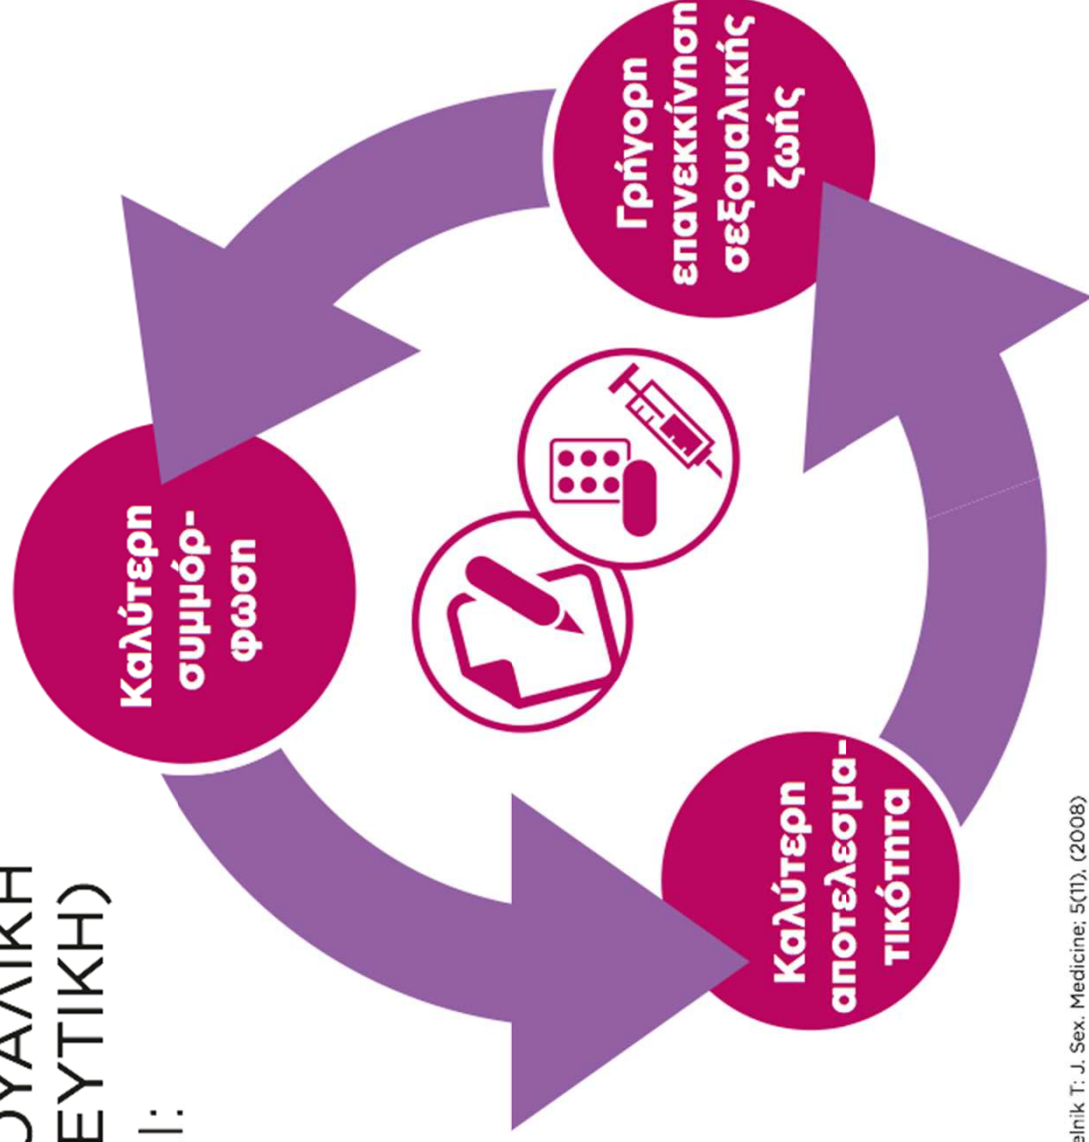 ΟΥΑΛΙΚΗ
ΕΥΤΙΚΗ)
Ι:
Καλύτερη
συμμόρ-
φωση
Γρήγορη
επανεκκίνηση
σεξουαλικής
ζωής
Καλύτερη
αποτελεσμα-
τικότητα
elnik T: J. Sex. Medicine; 5(11), (2008)